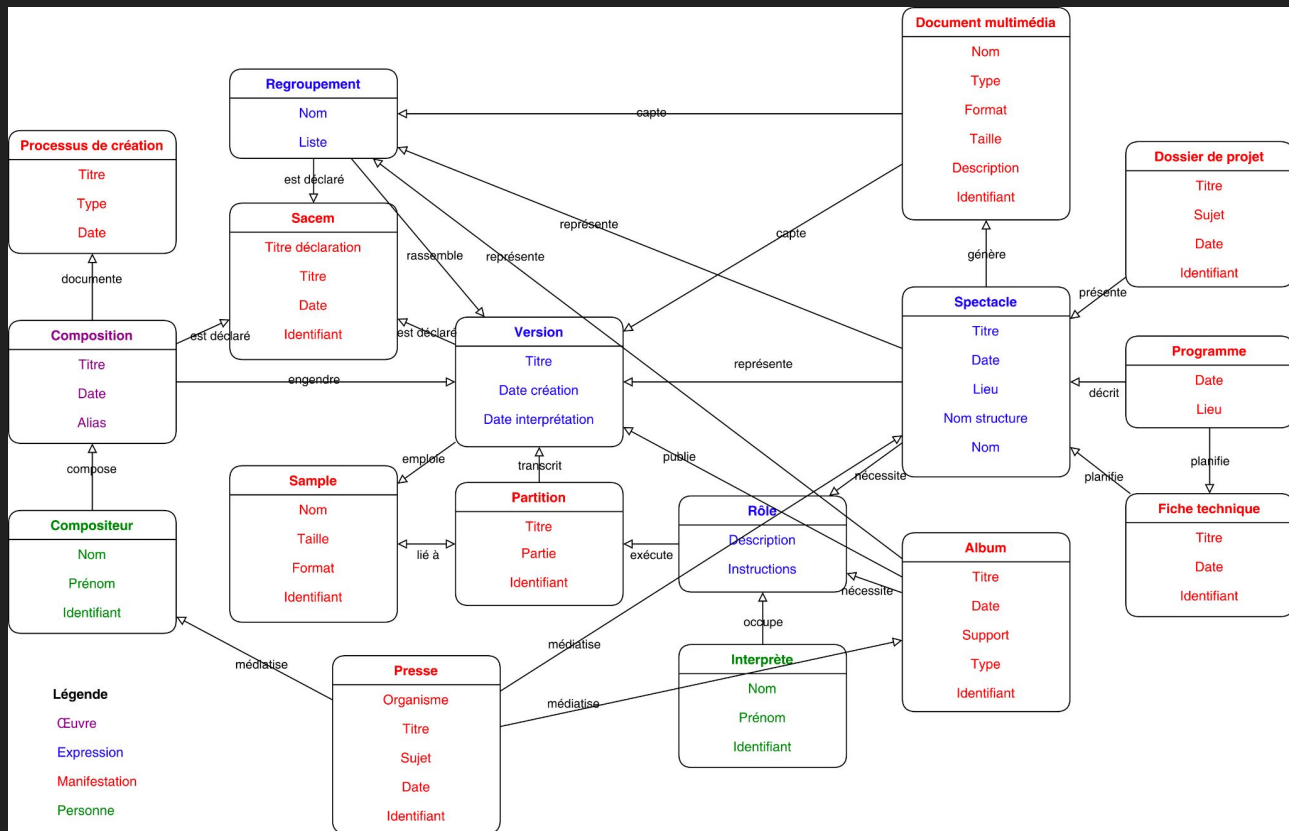 Document multimédia
Nom
Type
Format
Taille
Description
Identifiant
Regroupement
Nom
Liste
capte
Processus de création
Titre
Type
Date
Dossier de projet
Titre
Sujet
Date
Identifiant
est déclaré
Sacem
Titre déclaration
Titre
Date
Identifiant
rassemble
représente
représente
capte
génère
présente
documente
Composition
Titre
Date
Alias
est déclaré
est déclaré
engendre
Version
Titre
Date création
Date interprétation
représente
Spectacle
Titre
Date
Lieu
Nom structure
Nom
décrit
Programme
Date
Lieu
compose
emploie
transcrit
publie
nécessite
planifie
planifie
Compositeur
Nom
Prénom
Identifiant
Sample
Nom
Taille
Format
Identifiant
lié à
Partition
Titre
Partie
Identifiant
exécute
Rôle
Description
Instructions
nécessite
Album
Titre
Date
Support
Type
Identifiant
Fiche technique
Titre
Date
Identifiant
occupe
médiatise
médiatise
médiatise
Presse
Organisme
Titre
Sujet
Date
Identifiant
Interprète
Nom
Prénom
Identifiant
Légende
Œuvre
Expression
Manifestation
Personne